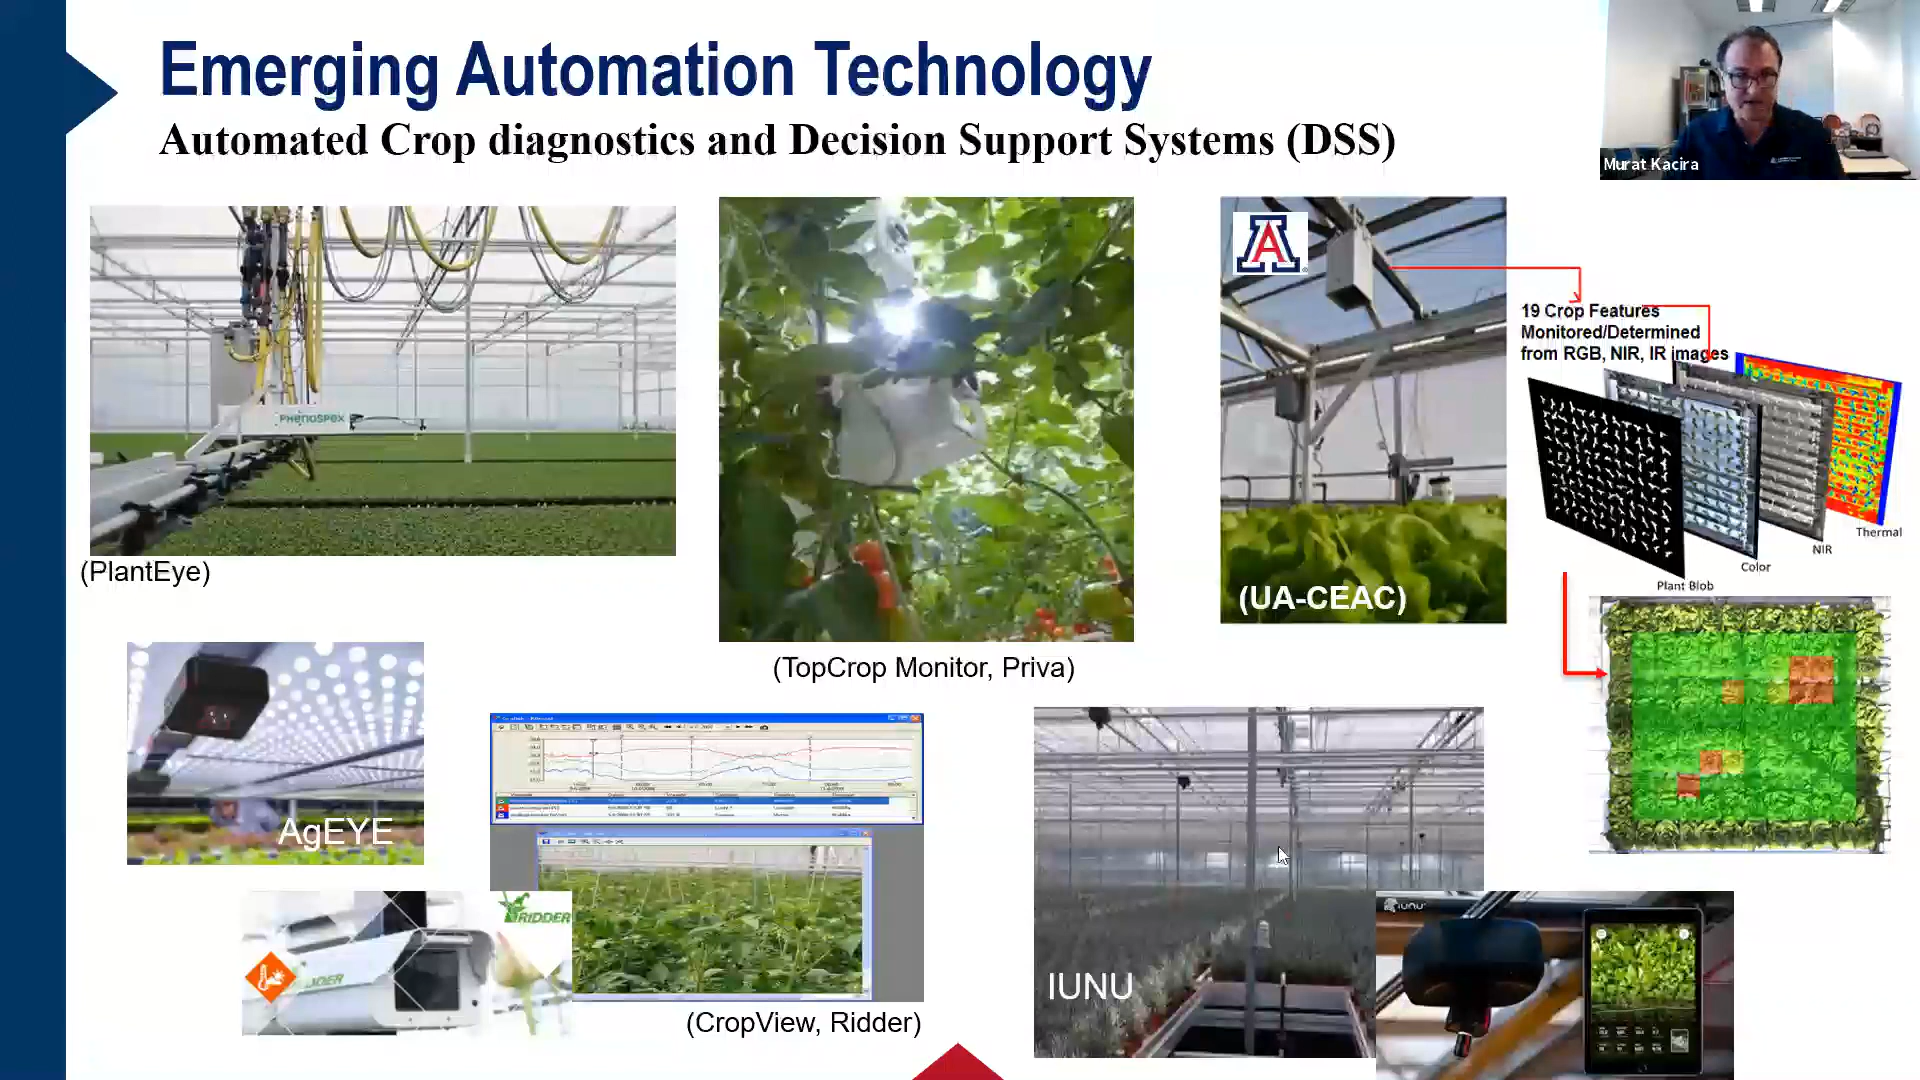 Emerging Automation Technology
Automated Crop diagnostics and Decision Support Systems (DSS)
Murat Kacira
PHENOSPEX
(PlantEye)
(TopCrop Monitor, Priva)
A
(UA-CEAC)
19 Crop Features
Monitored/Determined
from RGB, NIR, IR images
Thermal
NIR
Color
Plant Blob
AgEYE
RIDDER
(CropView, Ridder)
IUNU
IUNU